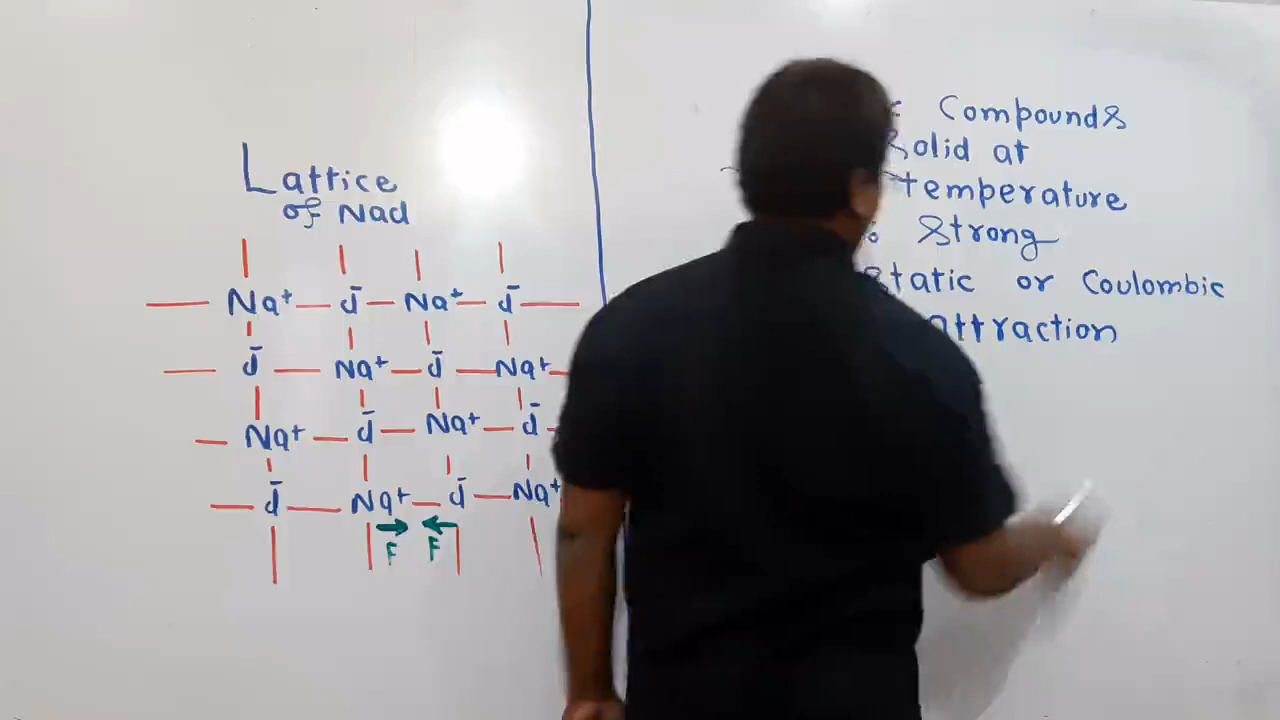 Lattice
of NaCl
Na⁺ Cl⁻ Na⁺ Cl⁻
Cl⁻ Na⁺ Cl⁻ Na⁺
Na⁺ Cl⁻ Na⁺ Cl⁻
Cl⁻ Na⁺ Cl⁻ Na⁺
F F
Compounds
Solid at
temperature
Strong
static or Coulombic
attraction